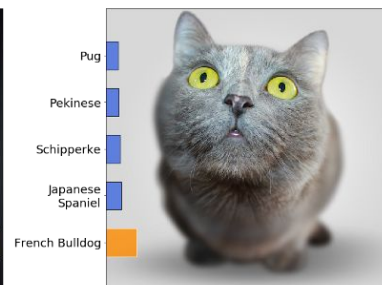 Pug
Pekinese
Schipperke
Japanese
Spaniel
French Bulldog